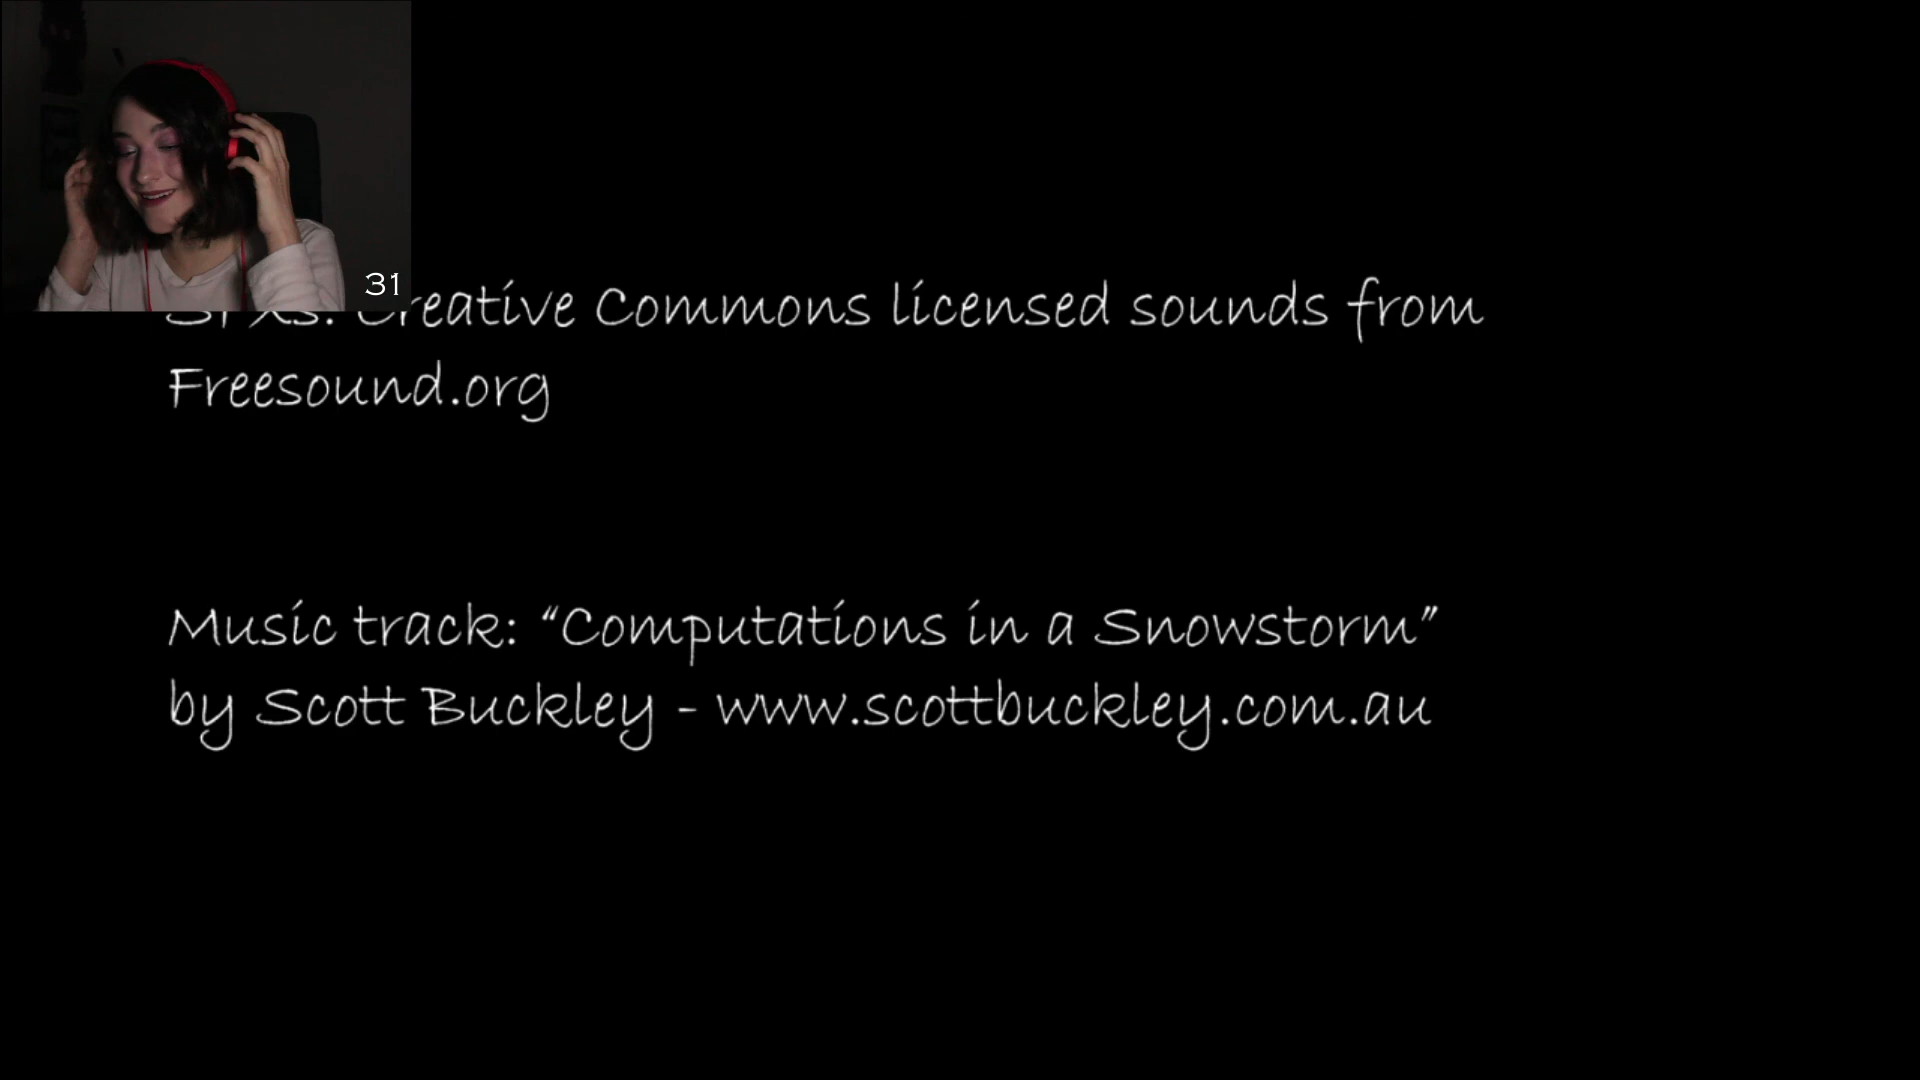 31
Creative Commons licensed sounds from
Freesound.org
Music track: “Computations in a Snowstorm”
by Scott Buckley - www.scottbuckley.com.au